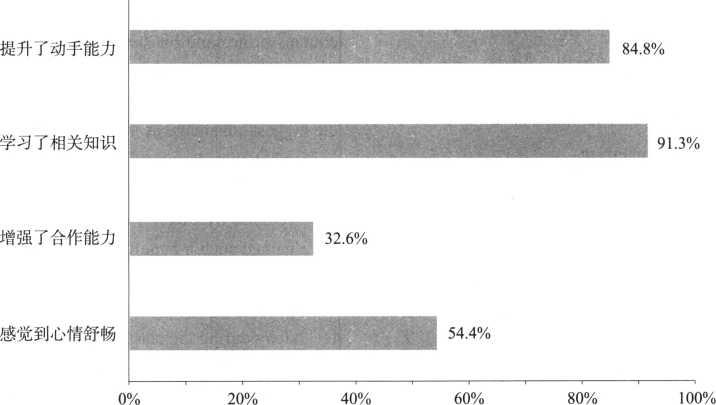 提升了动手能力
84.8%
学习了相关知识
91.3%
增强了合作能力
32.6%
感觉到心情舒畅
54.4%
0%
20%
40%
60%
80%
100%